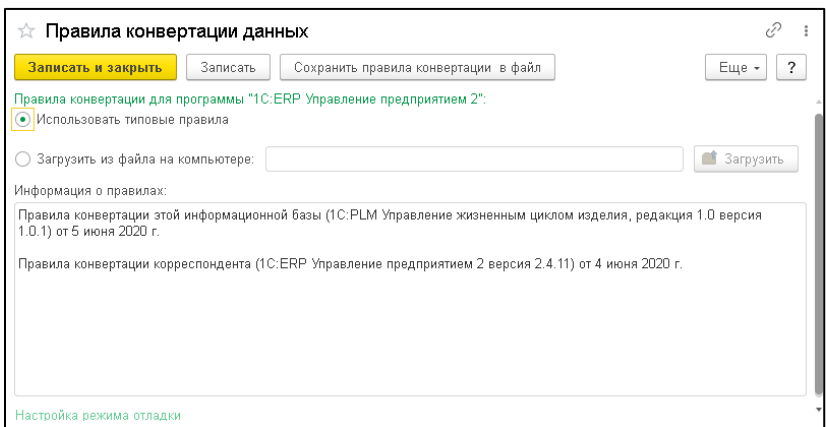 Правила конвертации данных
Записать и закрыть Записать Сохранить правила конвертации в файл Еще ?
Правила конвертации для программы "1С:ERP Управление предприятием 2":
Использовать типовые правила
Загрузить из файла на компьютере: Загрузить
Информация о правилах:
Правила конвертации этой информационной базы (1С:PLM Управление жизненным циклом изделия, редакция 1.0 версия
1.0.1) от 5 июня 2020 г.
Правила конвертации корреспондента (1С:ERP Управление предприятием 2 версия 2.4.11) от 4 июня 2020 г.
Настройка режима отладки